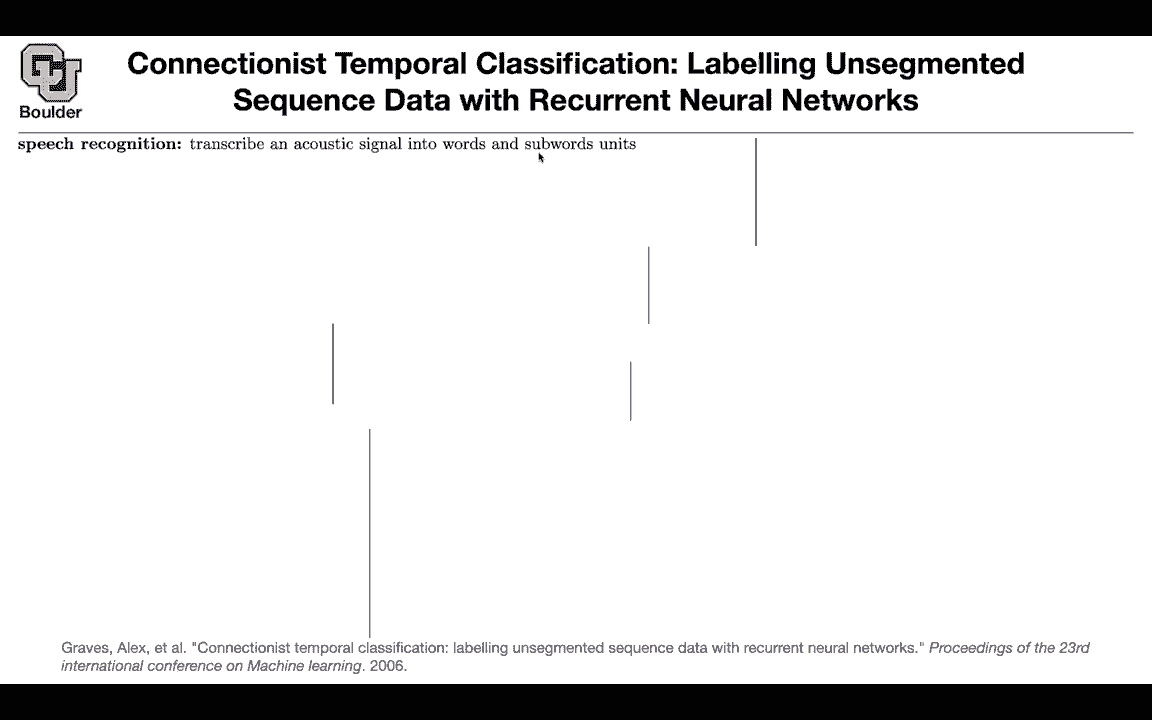 Connectionist Temporal Classification: Labelling Unsegmented
Sequence Data with Recurrent Neural Networks
CU
Boulder
speech recognition: transcribe an acoustic signal into words and subwords units
Graves, Alex, et al. "Connectionist temporal classification: labelling unsegmented sequence data with recurrent neural networks." Proceedings of the 23rd
international conference on Machine learning. 2006.